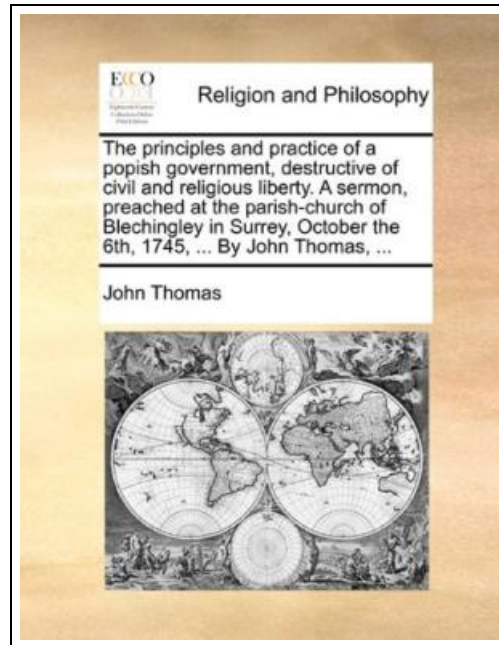 ECCO
Religion and Philosophy
The principles and practice of a
popish government, destructive of
civil and religious liberty. A sermon,
preached at the parish-church of
Blechingley in Surrey, October the
6th, 1745, ... By John Thomas, ...
John Thomas